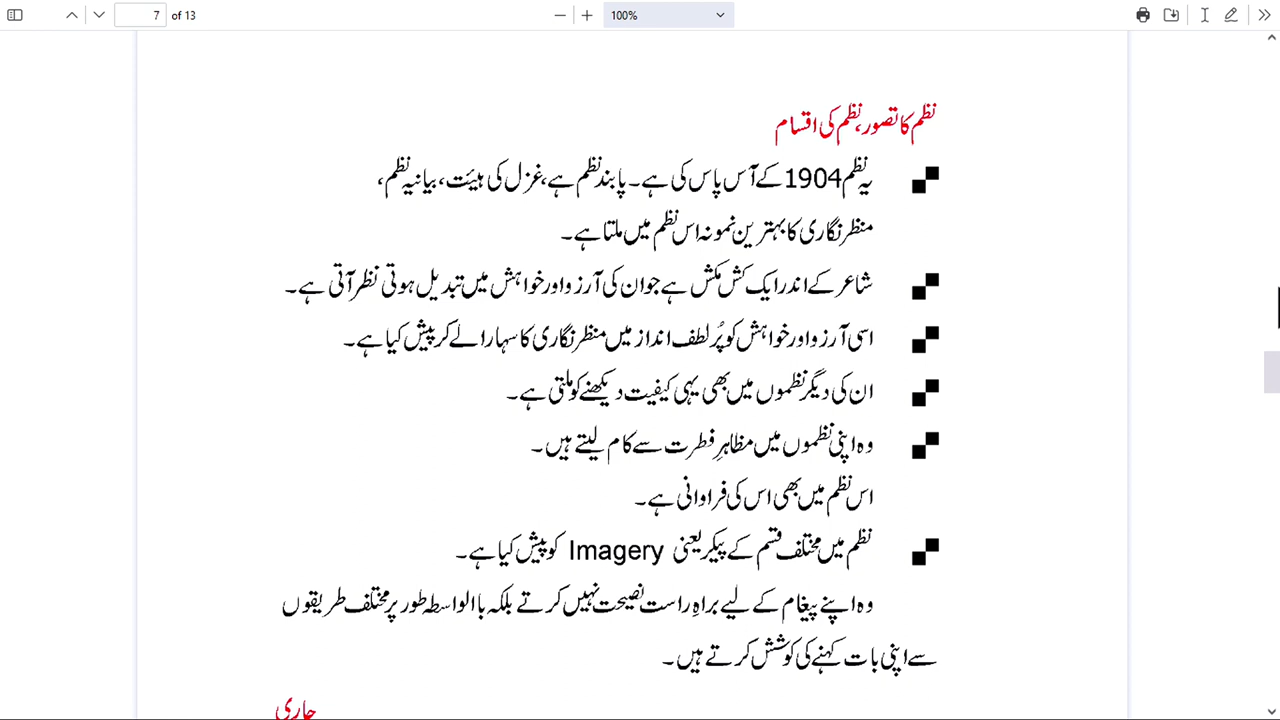 7 of 13 100%
نظم کا تصور، نظم کی اقسام
یہ نظم 1904 کے آس پاس کی ہے۔ پابند نظم ہے، غزل کی ہیئت، بیانیہ نظم،
منظر نگاری کا بہترین نمونہ اس نظم میں ملتا ہے۔
شاعر کے اندر ایک کش مکش ہے جو ان کی آرزو اور خواہش میں تبدیل ہوتی نظر آتی ہے۔
اسی آرزو اور خواہش کو پُر لطف انداز میں منظر نگاری کا سہارا لے کر پیش کیا ہے۔
ان کی دیگر نظموں میں بھی یہی کیفیت دیکھنے کو ملتی ہے۔
وہ اپنی نظموں میں مظاہرِ فطرت سے کام لیتے ہیں۔
اس نظم میں بھی اس کی فراوانی ہے۔
نظم میں مختلف قسم کے پیکر یعنی Imagery کو پیش کیا ہے۔
وہ اپنے پیغام کے لیے براہِ راست نصیحت نہیں کرتے بلکہ باالواسطہ طور پر مختلف طریقوں
سے اپنی بات کہنے کی کوشش کرتے ہیں۔
جاری